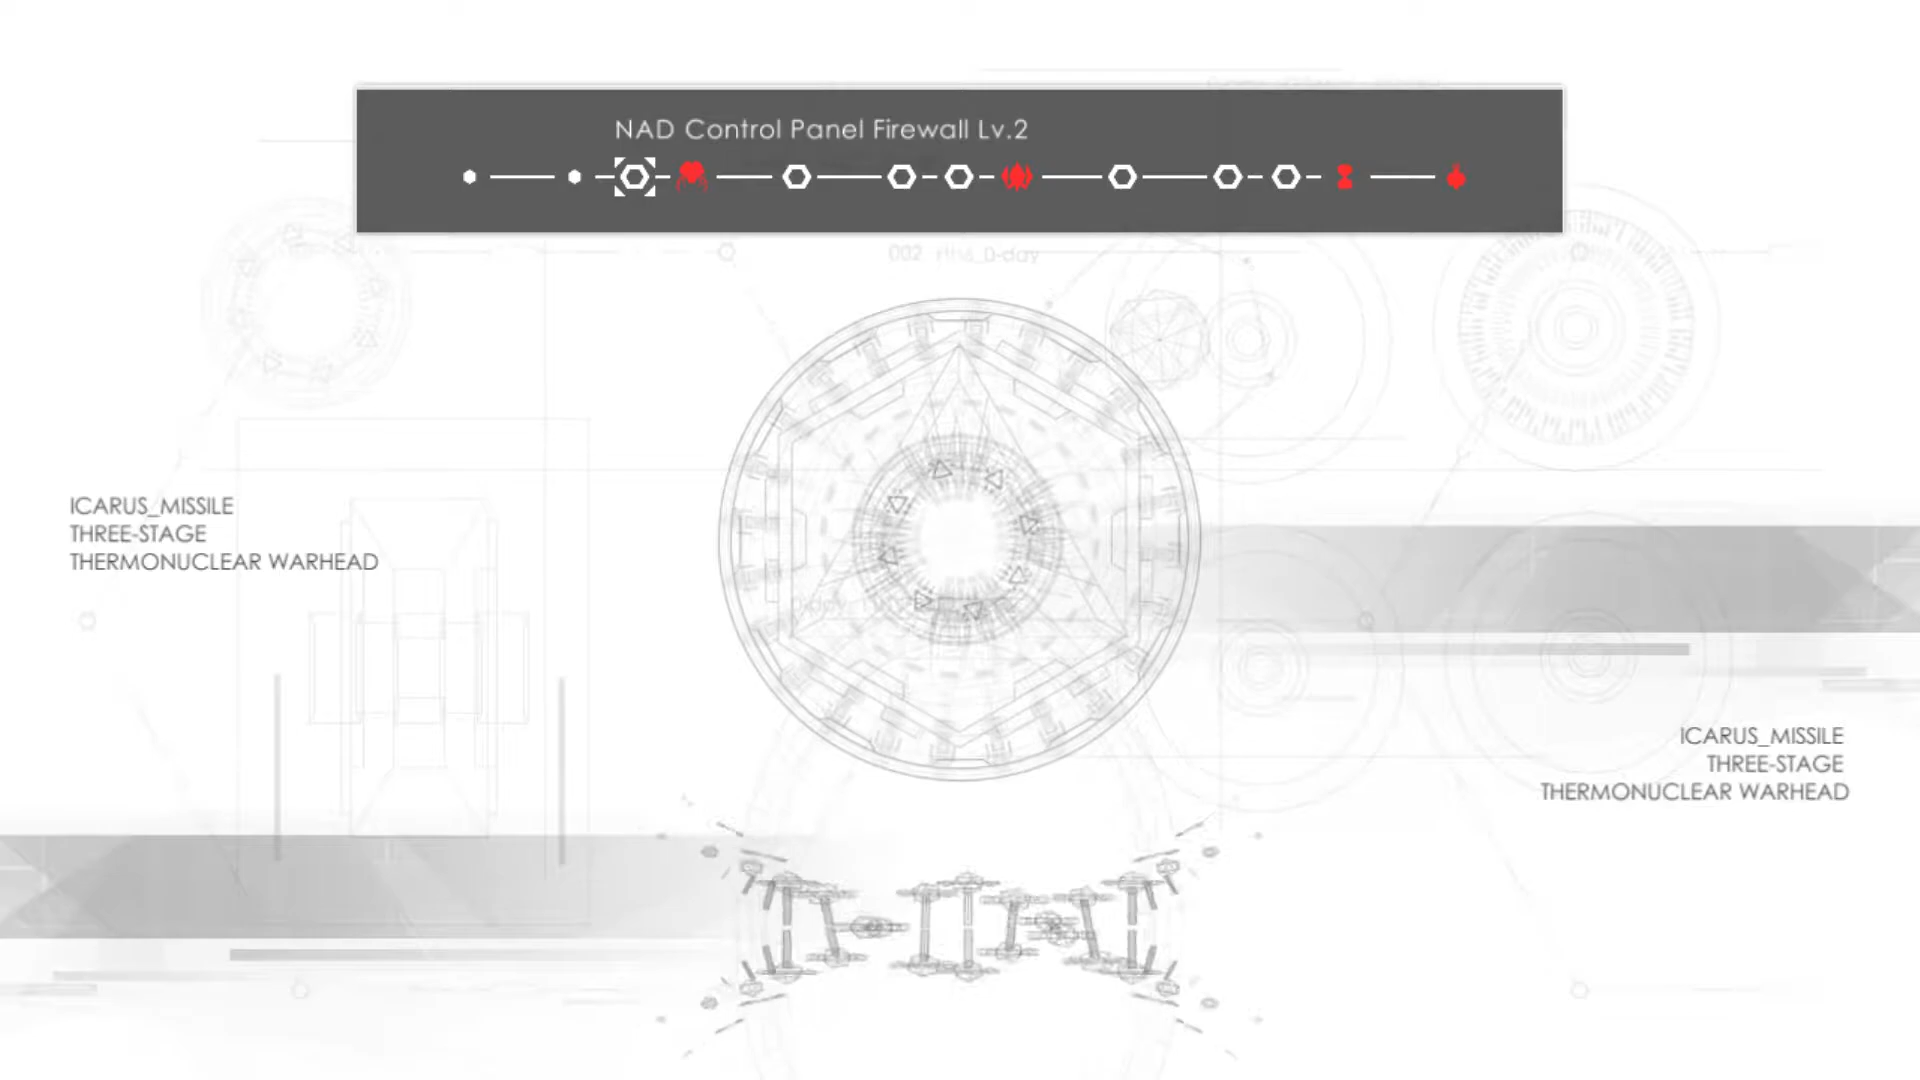 NAD Control Panel Firewall Lv.2
ICARUS_MISSILE
THREE-STAGE
THERMONUCLEAR WARHEAD
ICARUS_MISSILE
THREE-STAGE
THERMONUCLEAR WARHEAD